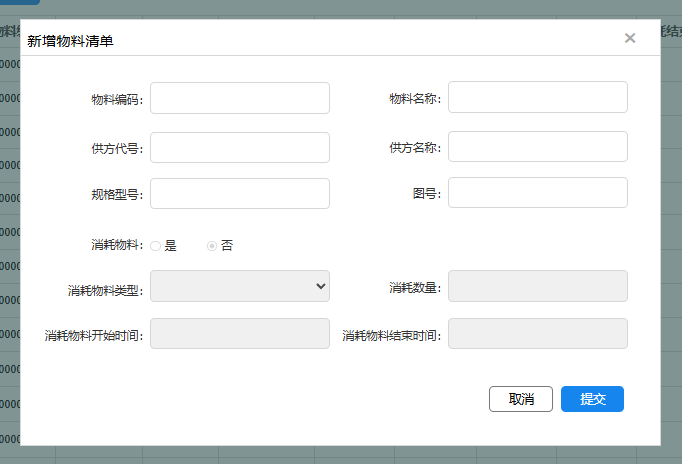 新增物料清单
×
物料编码:
物料名称:
供方代号:
供方名称:
规格型号:
图号:
消耗物料: 是 否
消耗物料类型:
消耗数量:
消耗物料开始时间:
消耗物料结束时间:
取消 提交